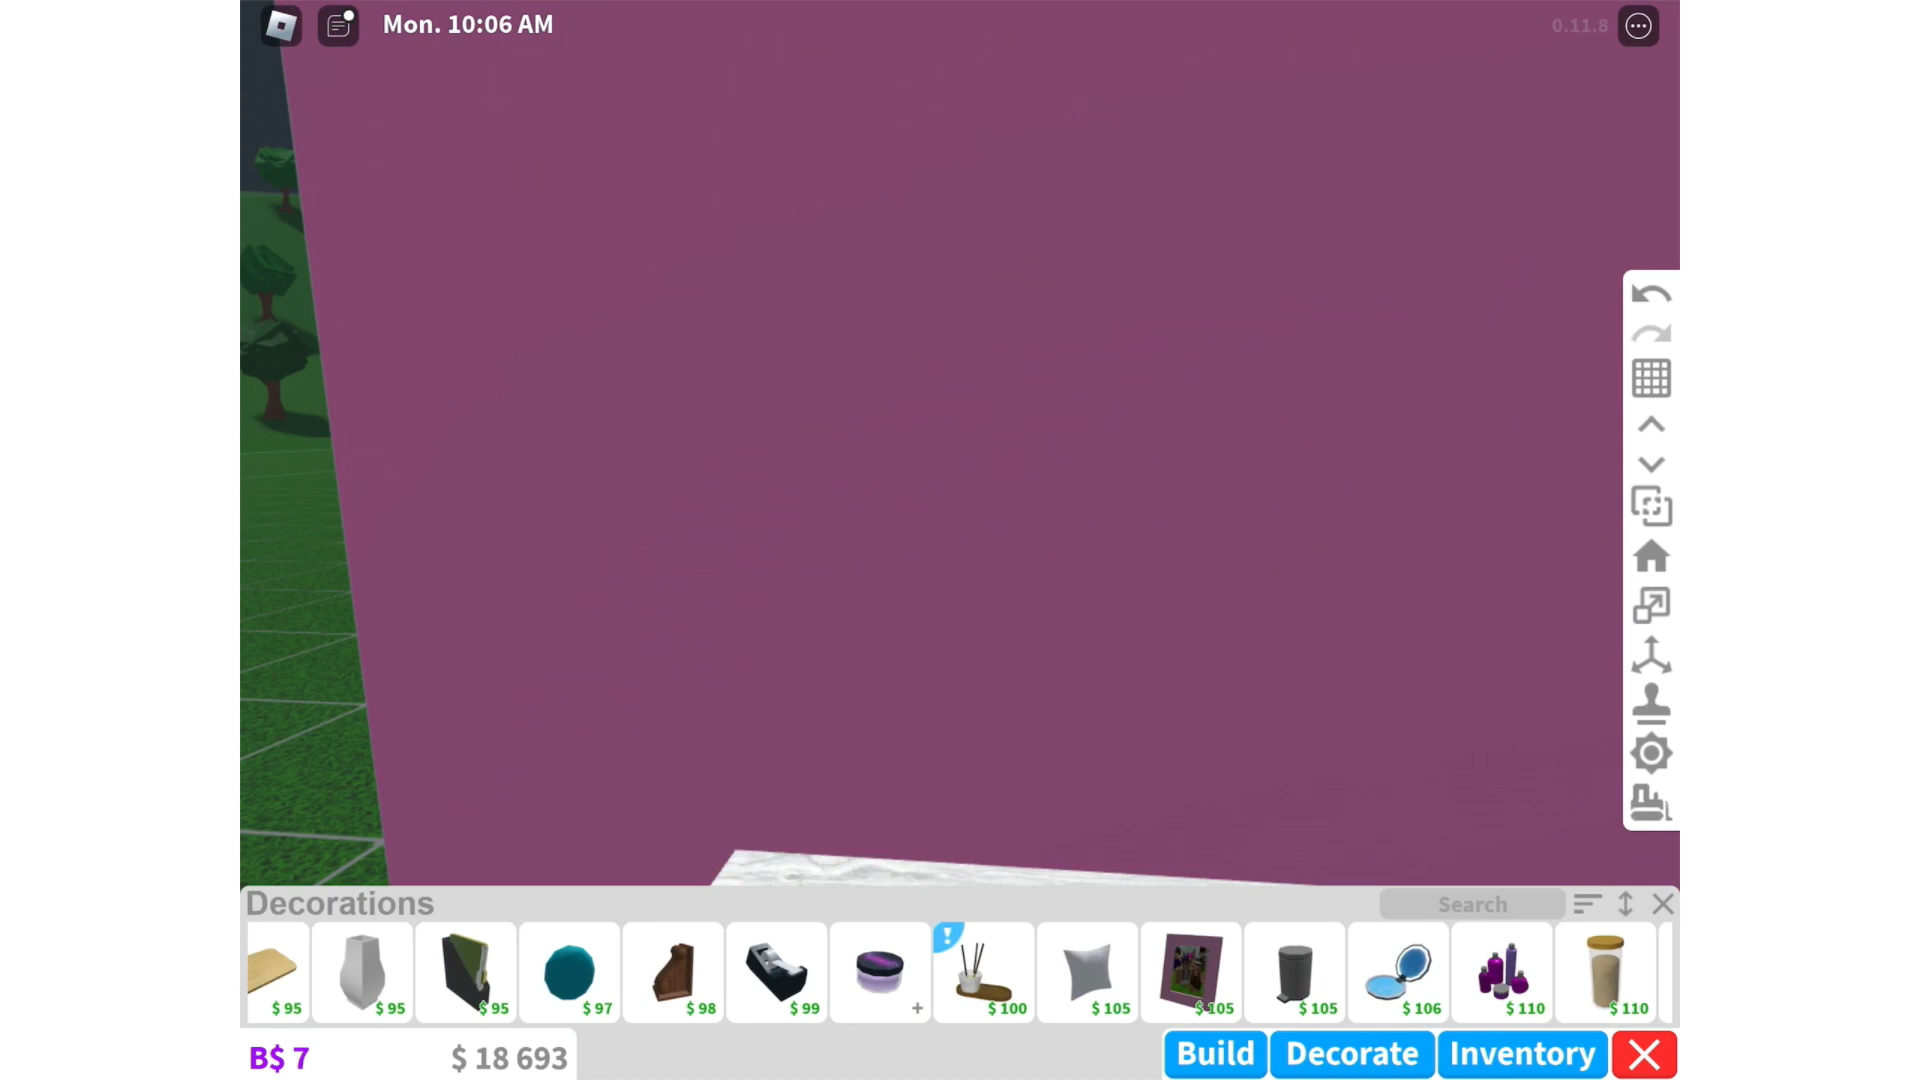 Mon. 10:06 AM
0.11.8
Decorations
Search
$ 95
$ 95
$ 95
$ 97
$ 98
$ 99
+
!
$ 100
$ 105
$ 105
$ 105
$ 106
$ 110
$ 110
B$ 7
$ 18 693
Build
Decorate
Inventory